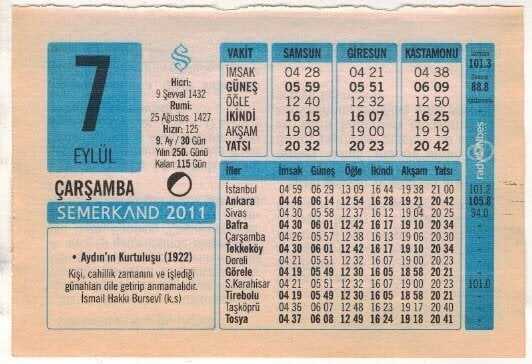 7
EYLÜL
ÇARŞAMBA
SEMERKAND 2011
Hicri:
9 Şevval 1432
Rumi:
25 Ağustos 1427
Hızır: 125
9. Ay / 30 Gün
Yılın 250. Günü
Kalan 115 Gün
• Aydın'ın Kurtuluşu (1922)
Kişi, cahillik zamanını ve işlediği
günahları dile getirip anmamalıdır.
İsmail Hakkı Bursevî (k.s)
VAKİT SAMSUN GİRESUN KASTAMONU
İMSAK 04 28 04 21 04 38
GÜNEŞ 05 59 05 51 06 09
ÖĞLE 12 40 12 32 12 50
İKİNDİ 16 15 16 07 16 25
AKŞAM 19 08 19 00 19 18
YATSI 20 32 20 23 20 42
İller İmsak Güneş Öğle İkindi Akşam Yatsı
İstanbul 04 59 06 29 13 09 16 44 19 38 21 00
Ankara 04 46 06 14 12 54 16 28 19 21 20 42
Sivas 04 30 05 58 12 37 16 12 19 04 20 25
Bafra 04 30 06 01 12 42 16 17 19 10 20 34
Çarşamba 04 26 05 57 12 38 16 13 19 06 20 30
Tekkeköy 04 30 06 01 12 42 16 17 19 10 20 34
Dereli 04 21 05 51 12 32 16 07 19 00 20 23
Görele 04 19 05 49 12 30 16 05 18 58 20 21
S.Karahisar 04 21 05 51 12 32 16 07 19 00 20 23
Tirebolu 04 19 05 49 12 30 16 05 18 58 20 21
Taşköprü 04 36 06 07 12 48 16 23 19 16 20 40
Tosya 04 37 06 08 12 49 16 24 19 18 20 41
101.3
88.8
radyo
101.2
105.8
94.0
101.0